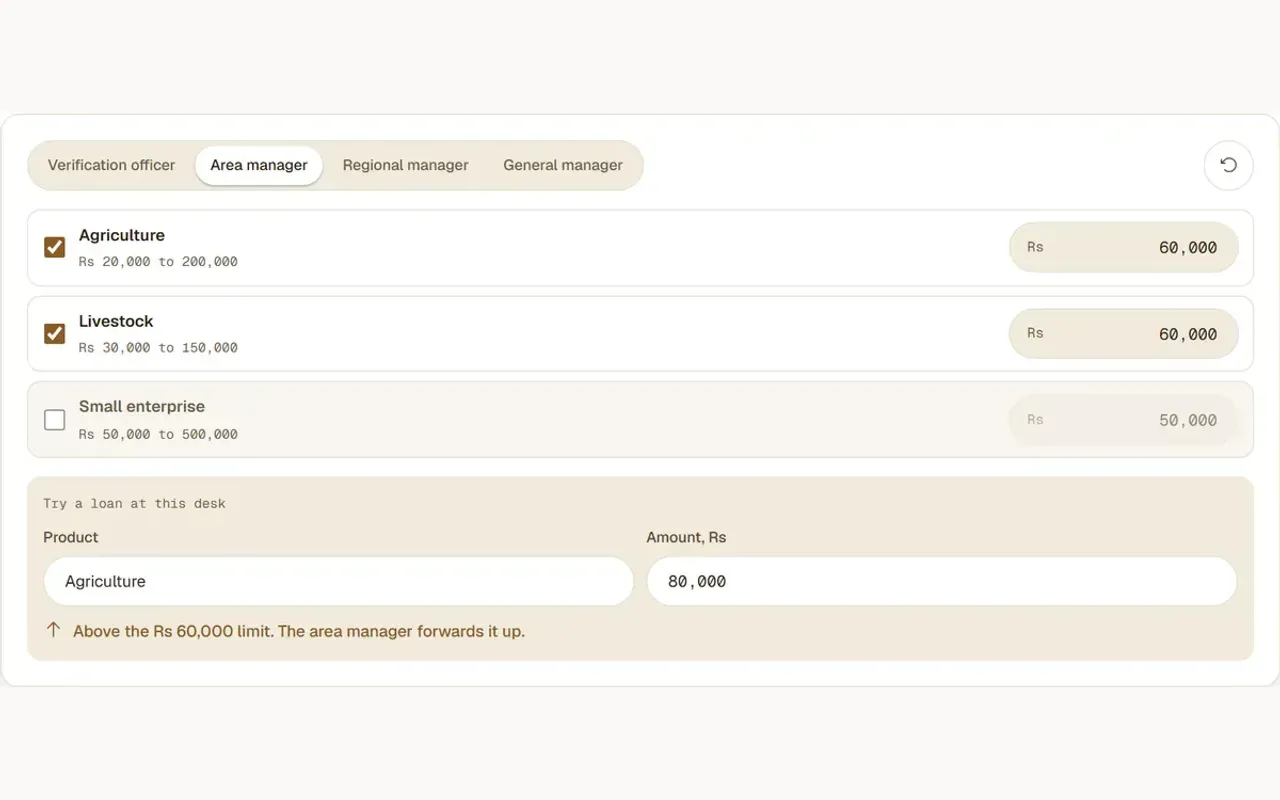 Verification officer Area manager Regional manager General manager
Agriculture
Rs 20,000 to 200,000
Rs 60,000
Livestock
Rs 30,000 to 150,000
Rs 60,000
Small enterprise
Rs 50,000 to 500,000
Rs 50,000
Try a loan at this desk
Product
Agriculture
Amount, Rs
80,000
↑ Above the Rs 60,000 limit. The area manager forwards it up.